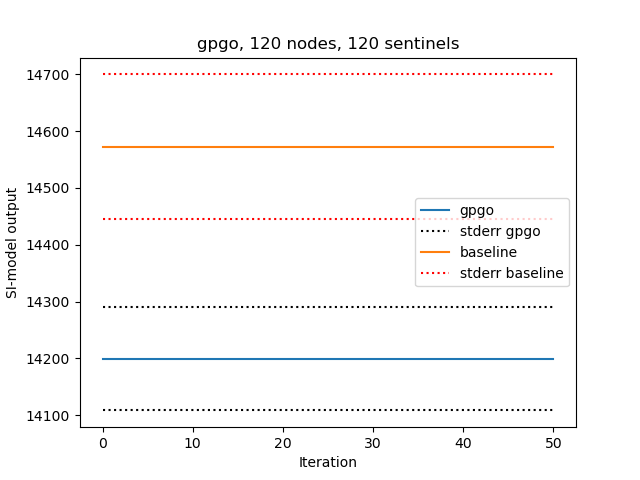 gpgo, 120 nodes, 120 sentinels
SI-model output
14700
14600
14500
14400
14300
14200
14100
gpgo
stderr gpgo
baseline
stderr baseline
0 10 20 30 40 50
Iteration